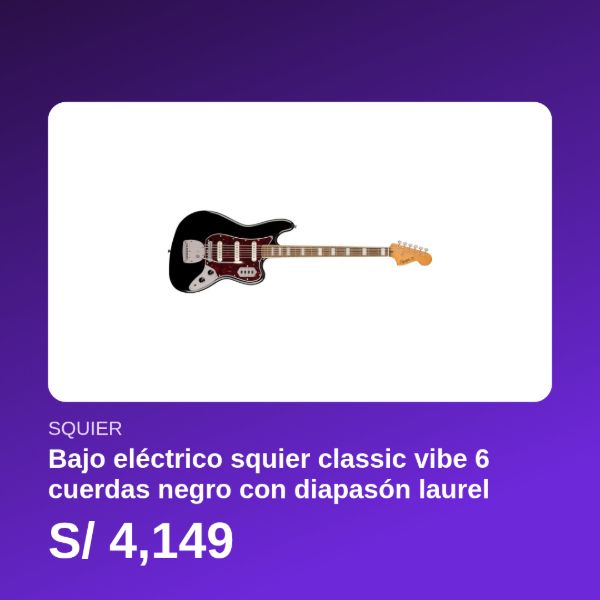 SQUIER
Bajo eléctrico squier classic vibe 6
cuerdas negro con diapasón laurel
S/ 4,149